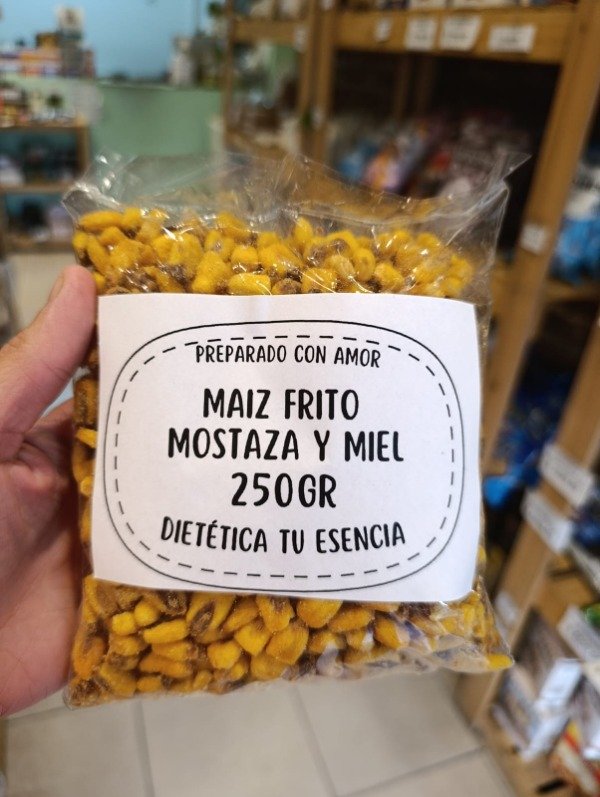 PREPARADO CON AMOR
MAIZ FRITO
MOSTAZA Y MIEL
250GR
DIETÉTICA TU ESENCIA